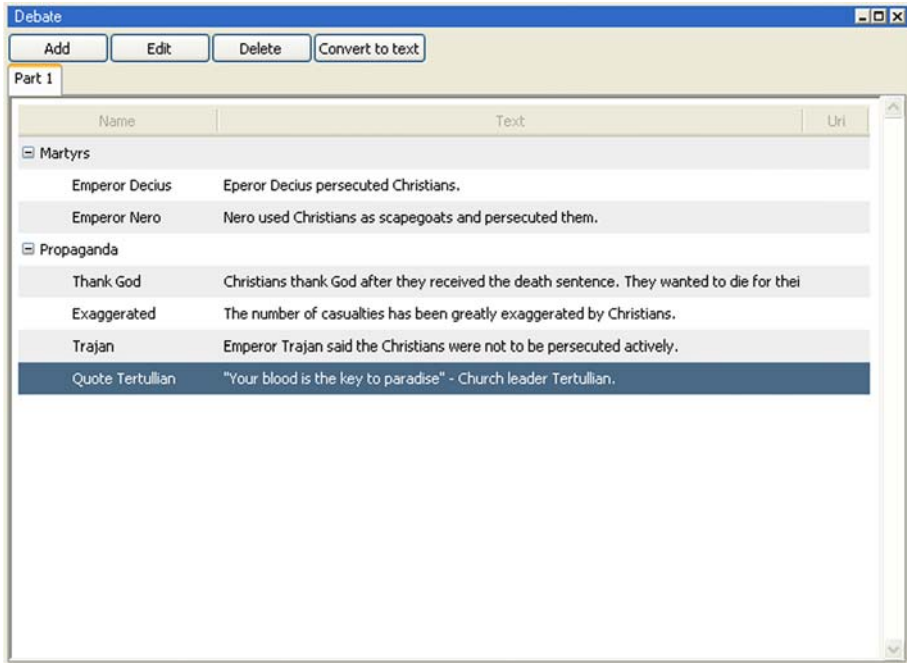 Debate
Add Edit Delete Convert to text
Part 1
Name Text Uri
Martyrs
Emperor Decius Eperor Decius persecuted Christians.
Emperor Nero Nero used Christians as scapegoats and persecuted them.
Propaganda
Thank God Christians thank God after they received the death sentence. They wanted to die for thei
Exaggerated The number of casualties has been greatly exaggerated by Christians.
Trajan Emperor Trajan said the Christians were not to be persecuted actively.
Quote Tertullian "Your blood is the key to paradise" - Church leader Tertullian.